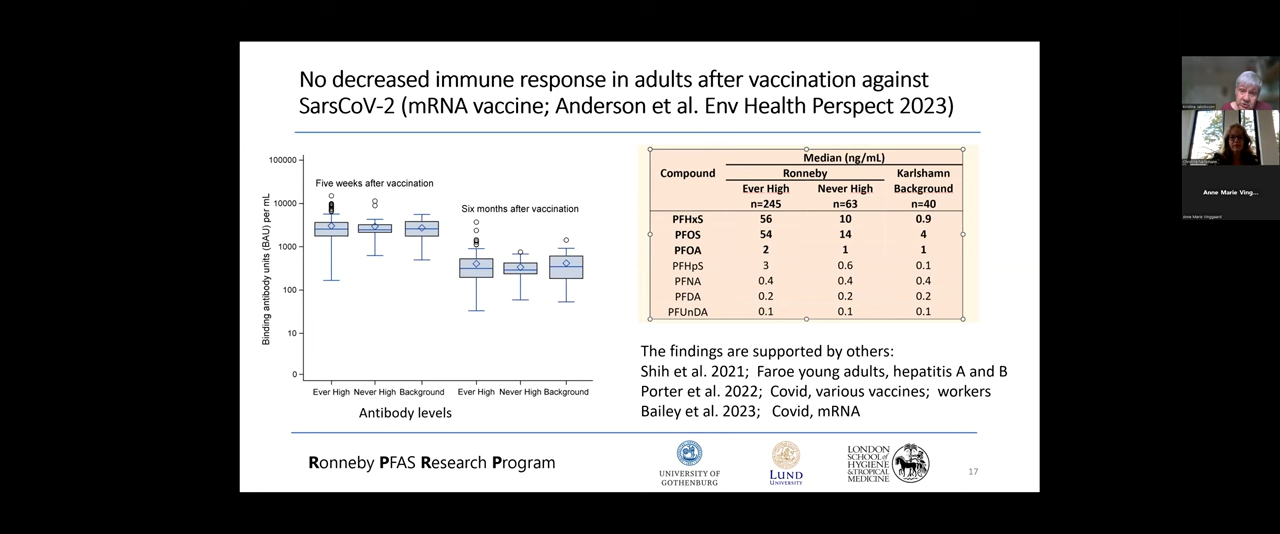 No decreased immune response in adults after vaccination against
SarsCoV-2 (mRNA vaccine; Anderson et al. Env Health Perspect 2023)
Binding antibody units (BAU) per mL
100000
10000
1000
100
10
0
Five weeks after vaccination
Six months after vaccination
Ever High Never High Background Ever High Never High Background
Antibody levels
Median (ng/mL)
Compound Ronneby Karlshamn
Ever High Never High Background
n=245 n=63 n=40
PFHxS 56 10 0.9
PFOS 54 14 4
PFOA 2 1 1
PFHpS 3 0.6 0.1
PFNA 0.4 0.4 0.4
PFDA 0.2 0.2 0.2
PFUnDA 0.1 0.1 0.1
The findings are supported by others:
Shih et al. 2021; Faroe young adults, hepatitis A and B
Porter et al. 2022; Covid, various vaccines; workers
Bailey et al. 2023; Covid, mRNA
Ronneby PFAS Research Program
UNIVERSITY OF
GOTHENBURG
LUND
UNIVERSITY
LONDON
SCHOOL of
HYGIENE
&TROPICAL
MEDICINE
17
Anne Marie Ving...
Anne Marie Vinggaard